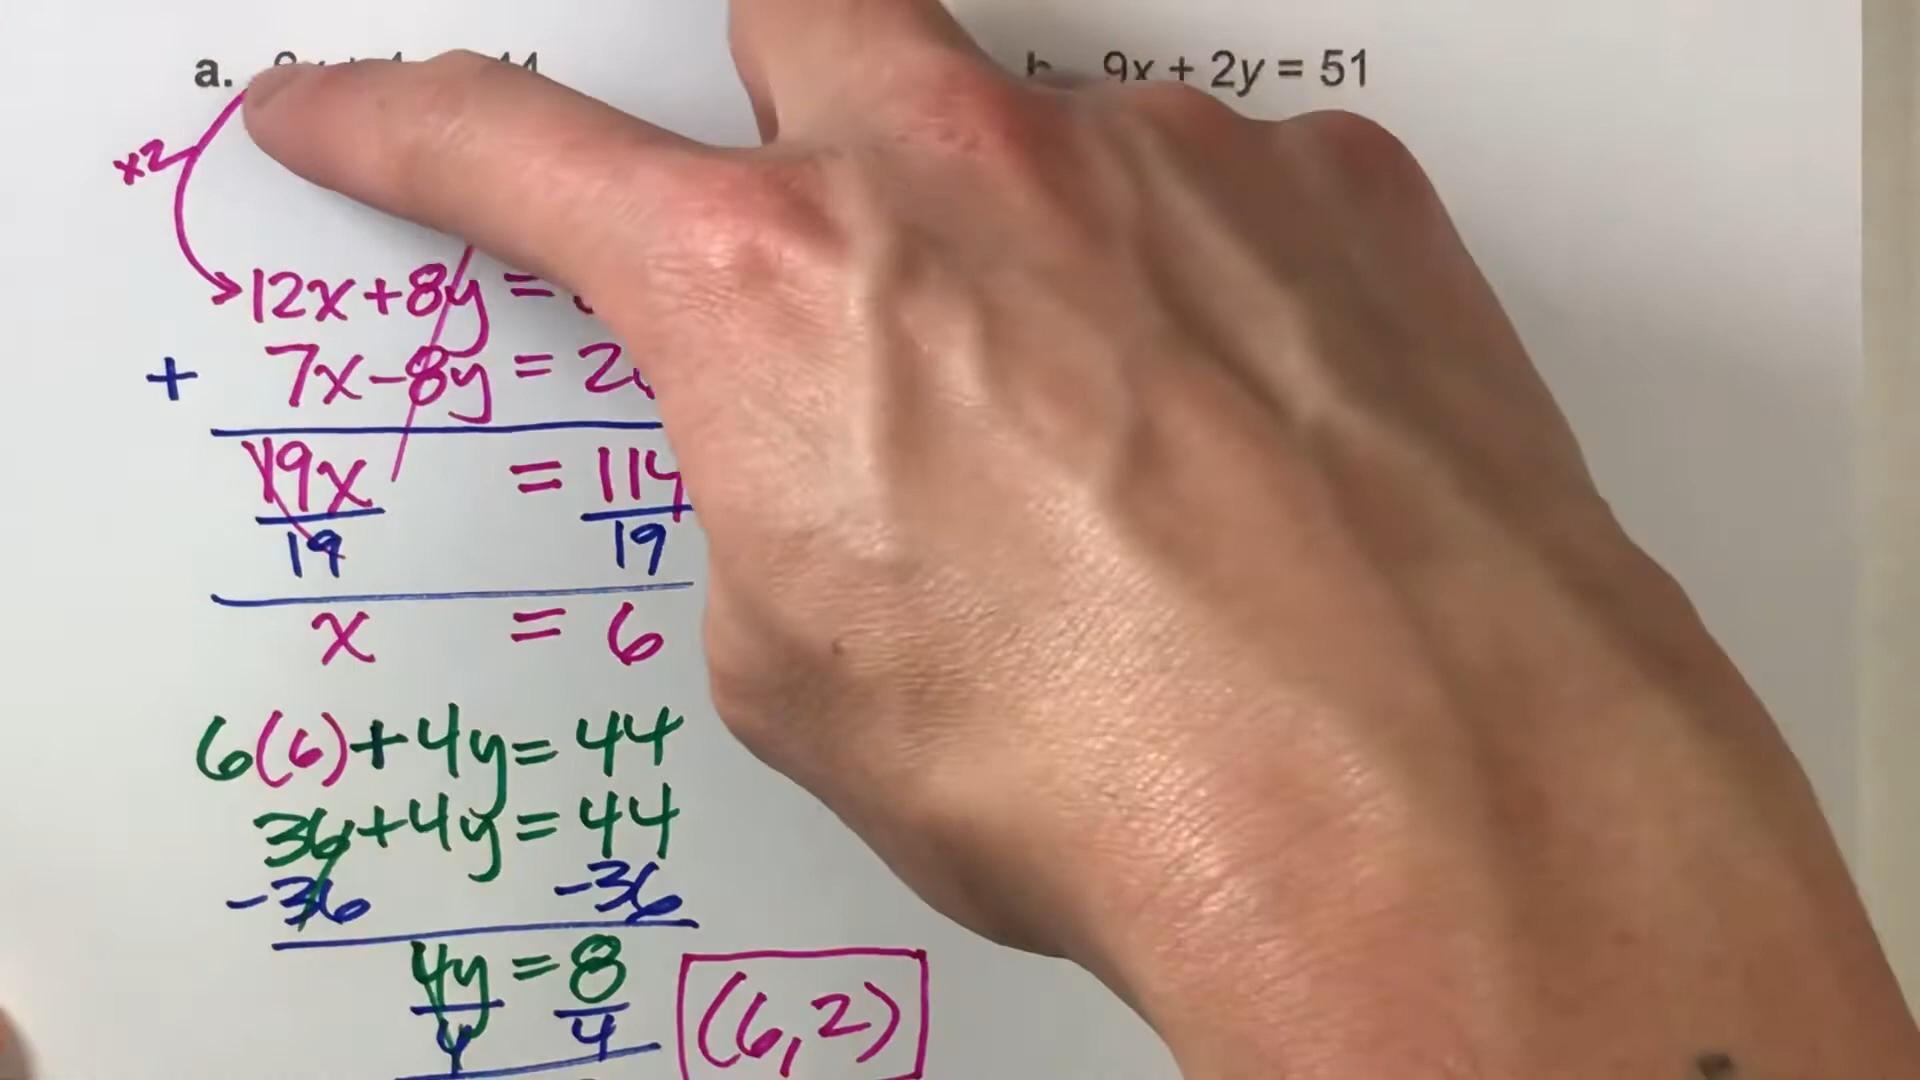 a.
b. 9x + 2y = 51
x2
12x+8y =
+ 7x-8y = 2
19x = 114
19 19
x = 6
6(6)+4y=44
36+4y=44
-36 -36
4y=8
4 4
(6,2)